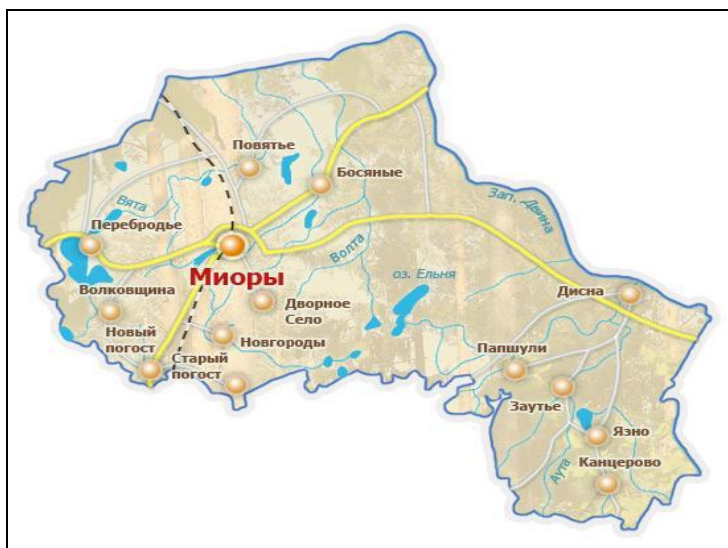 Повятье
Босяные
Вята
Зап. Двина
Перебродье
Волта
Миоры
оз. Ельня
Волковщина
Дисна
Дворное
Село
Новый
погост
Новгороды
Старый
погост
Папшули
Заутье
Язно
Канцерово
Аута